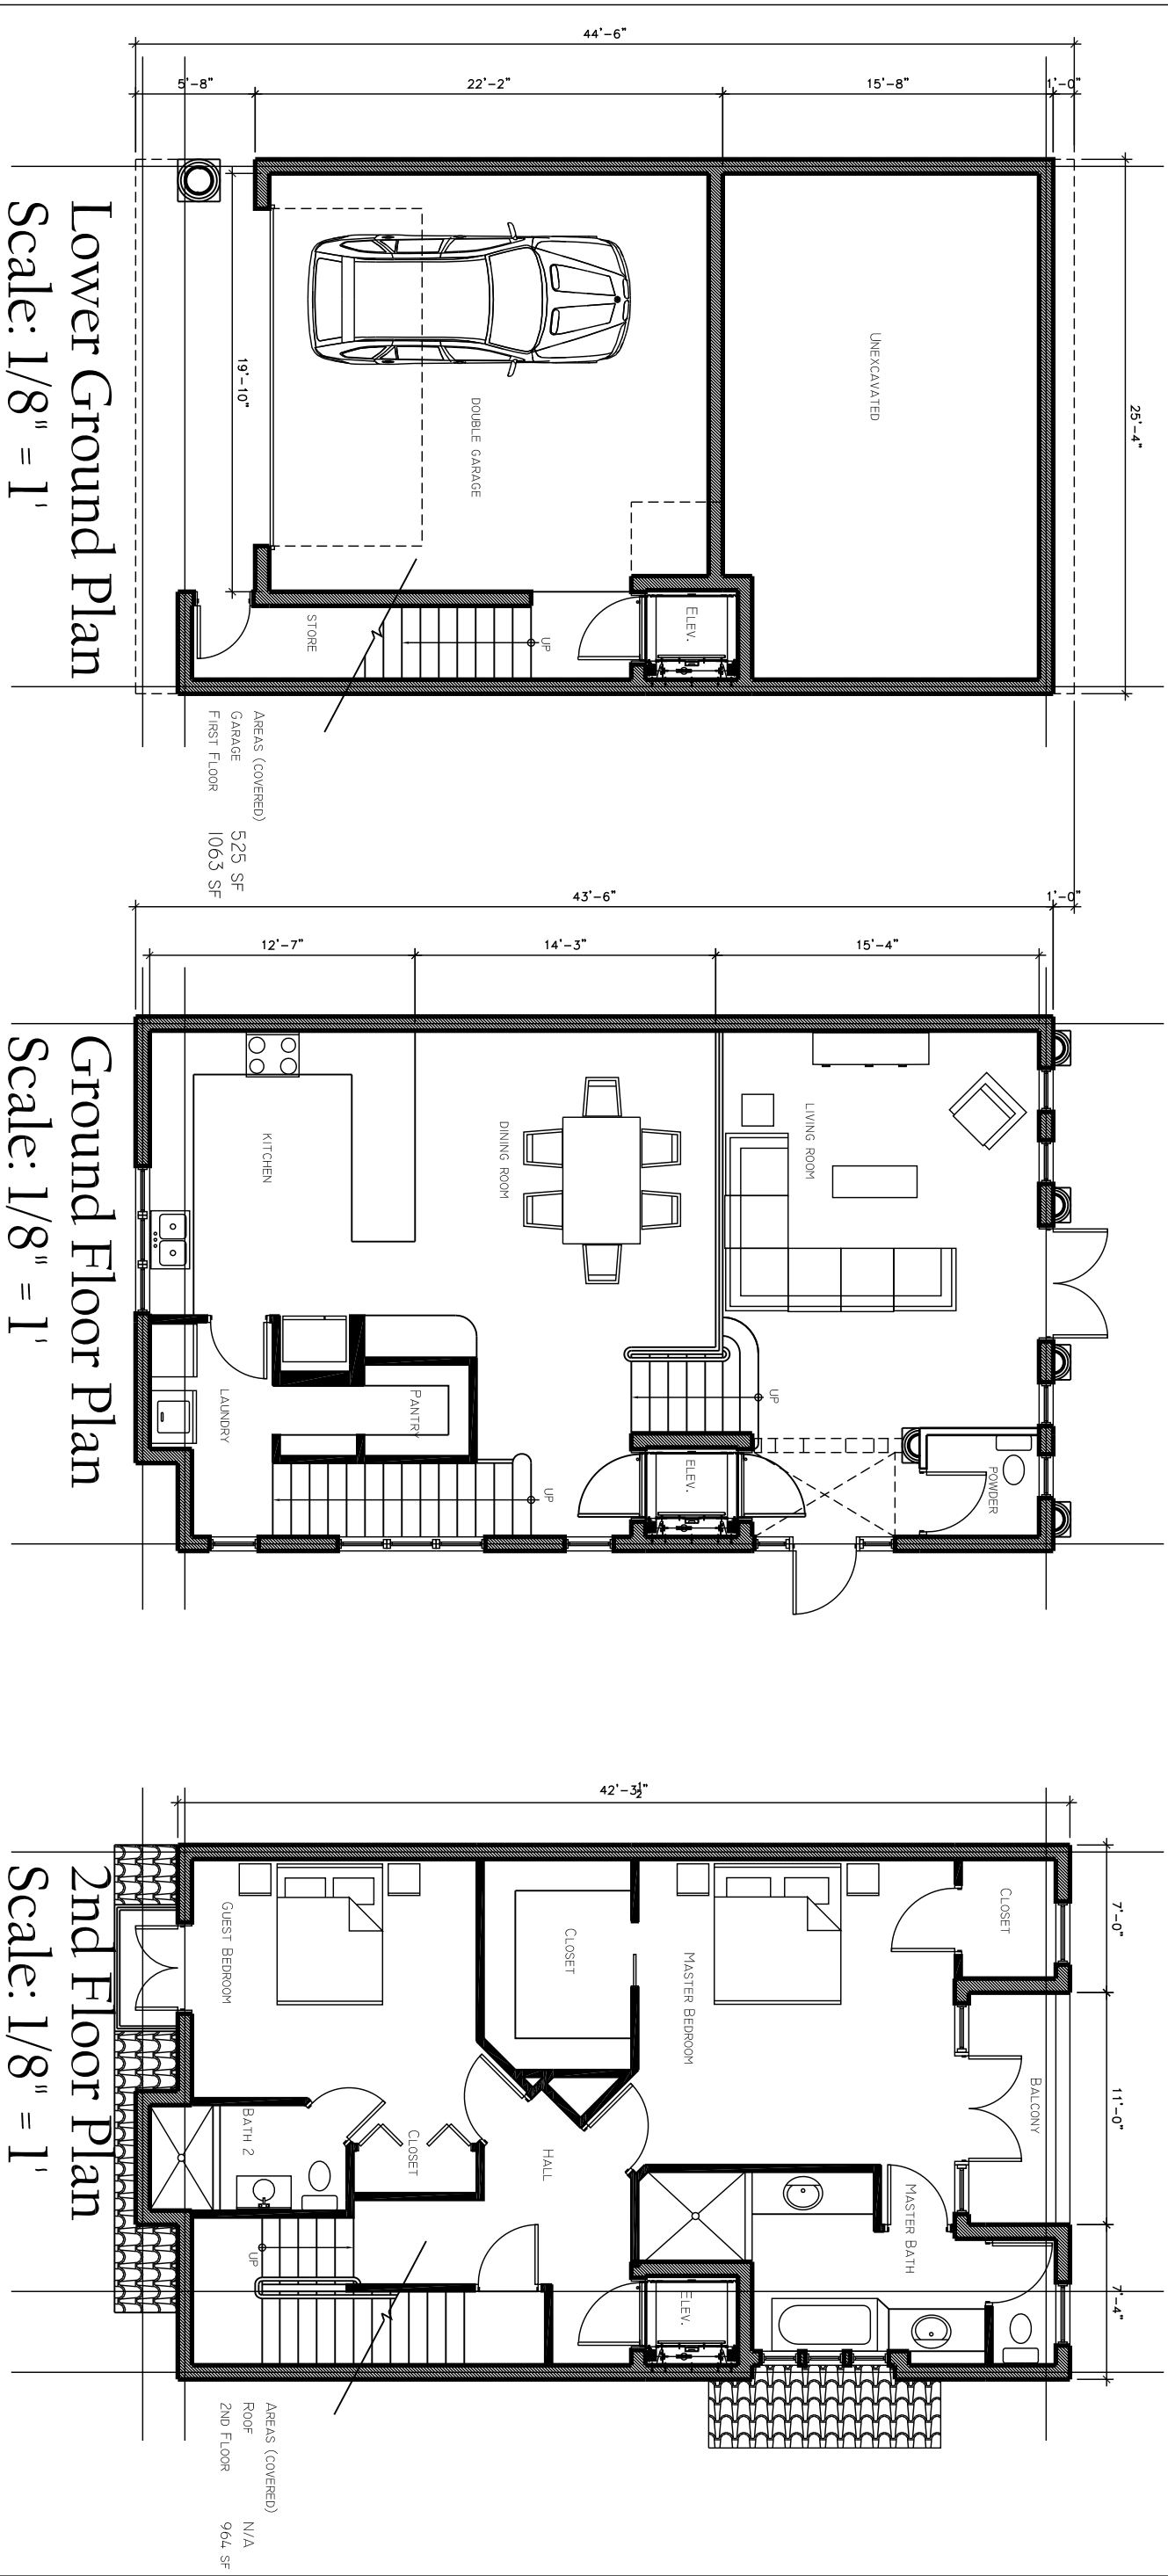 44'-6"
5'-8"
22'-2"
15'-8"
1'-0"
25'-4"
19'-10"
UNEXCAVATED
DOUBLE GARAGE
ELEV.
UP
STORE
AREAS (COVERED)
GARAGE 525 SF
FIRST FLOOR 1063 SF
Lower Ground Plan
Scale: 1/8" = 1'
43'-6"
1'-0"
12'-7"
14'-3"
15'-4"
LIVING ROOM
DINING ROOM
KITCHEN
UP
POWDER
ELEV.
PANTRY
LAUNDRY
UP
Ground Floor Plan
Scale: 1/8" = 1'
42'-3½"
7'-0"
11'-0"
7'-4"
CLOSET
BALCONY
MASTER BEDROOM
CLOSET
GUEST BEDROOM
MASTER BATH
HALL
CLOSET
BATH 2
UP
ELEV.
AREAS (COVERED)
ROOF N/A
2ND FLOOR 964 SF
2nd Floor Plan
Scale: 1/8" = 1'